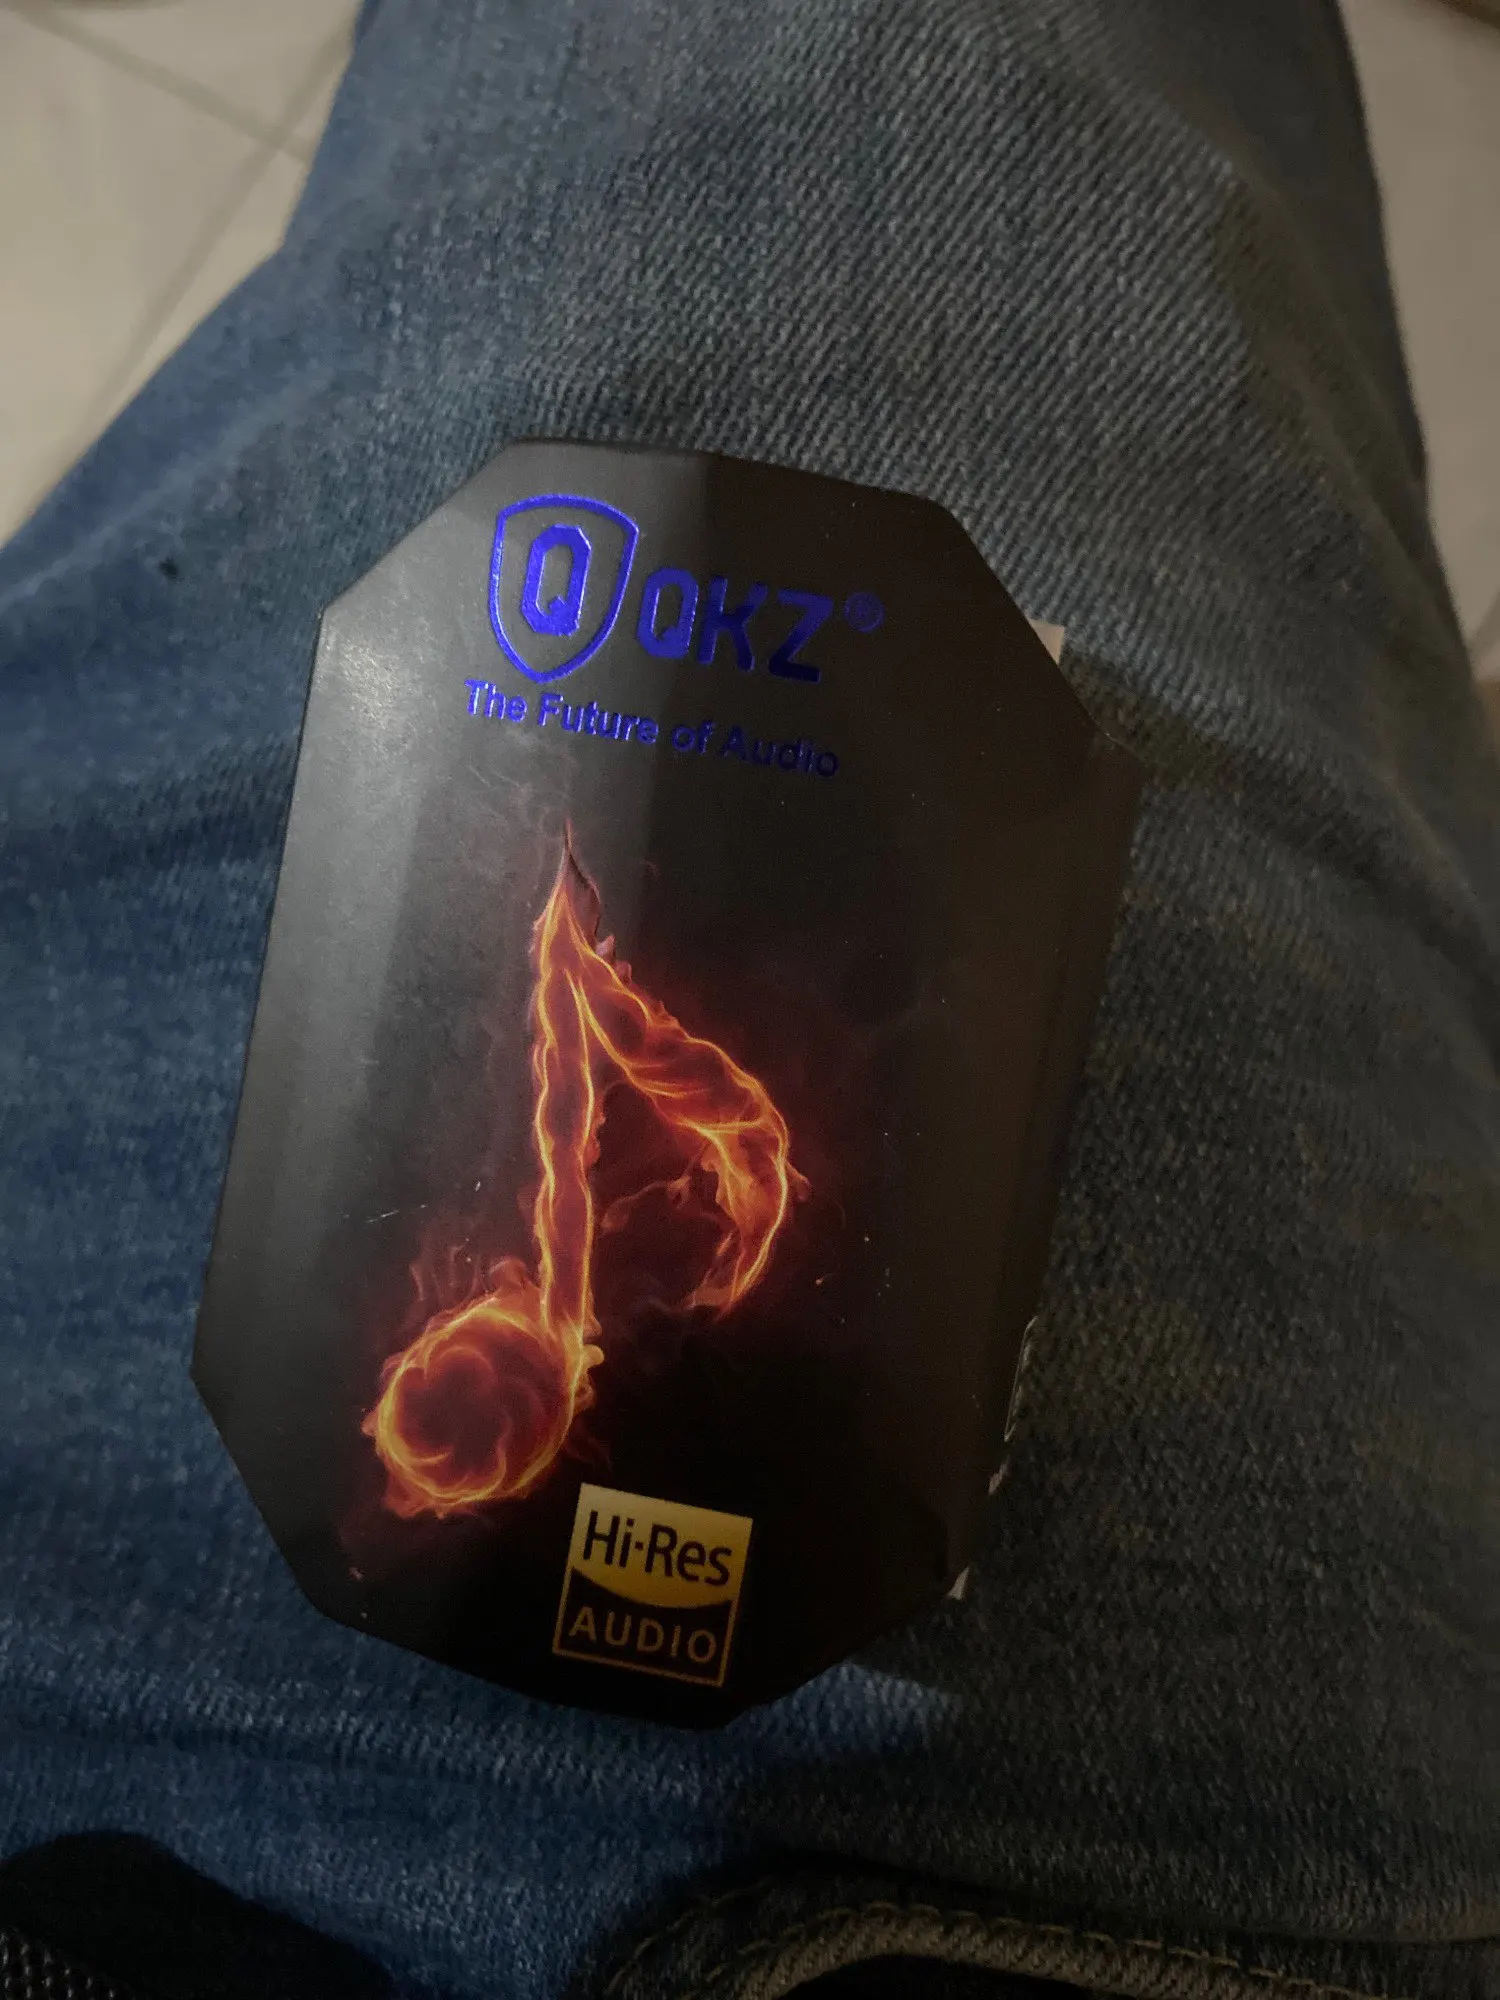 Q QKZ®
The Future of Audio
Hi-Res
AUDIO